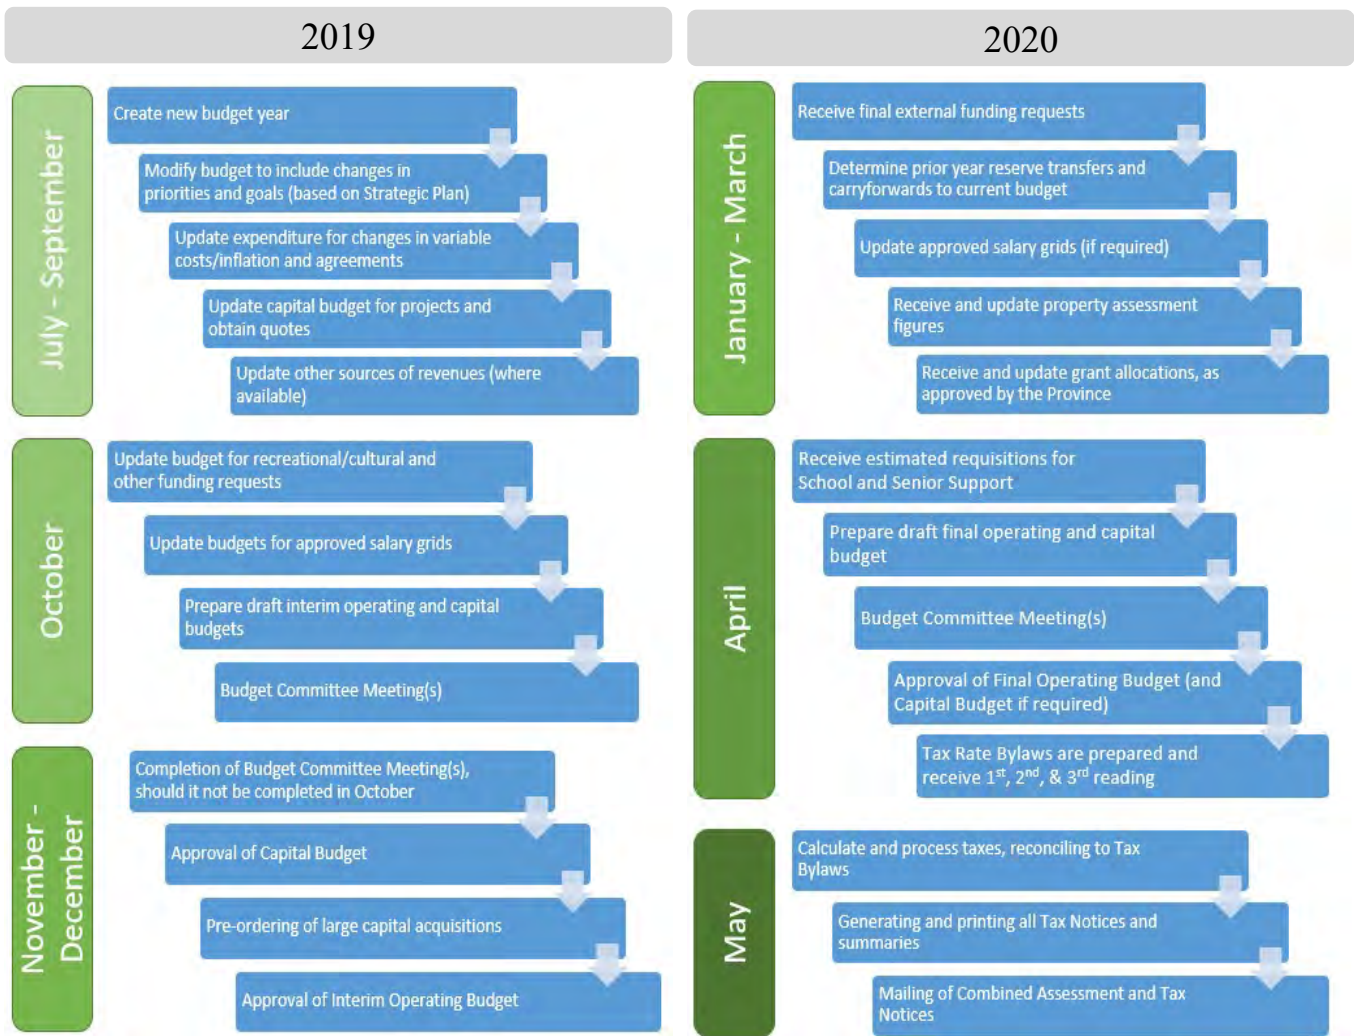 2019
July - September
Create new budget year
Modify budget to include changes in
priorities and goals (based on Strategic Plan)
Update expenditure for changes in variable
costs/inflation and agreements
Update capital budget for projects and
obtain quotes
Update other sources of revenues (where
available)
October
Update budget for recreational/cultural and
other funding requests
Update budgets for approved salary grids
Prepare draft interim operating and capital
budgets
Budget Committee Meeting(s)
November -
December
Completion of Budget Committee Meeting(s),
should it not be completed in October
Approval of Capital Budget
Pre-ordering of large capital acquisitions
Approval of Interim Operating Budget
2020
January - March
Receive final external funding requests
Determine prior year reserve transfers and
carryforwards to current budget
Update approved salary grids (if required)
Receive and update property assessment
figures
Receive and update grant allocations, as
approved by the Province
April
Receive estimated requisitions for
School and Senior Support
Prepare draft final operating and capital
budget
Budget Committee Meeting(s)
Approval of Final Operating Budget (and
Capital Budget if required)
Tax Rate Bylaws are prepared and
receive 1st, 2nd, & 3rd reading
May
Calculate and process taxes, reconciling to Tax
Bylaws
Generating and printing all Tax Notices and
summaries
Mailing of Combined Assessment and Tax
Notices